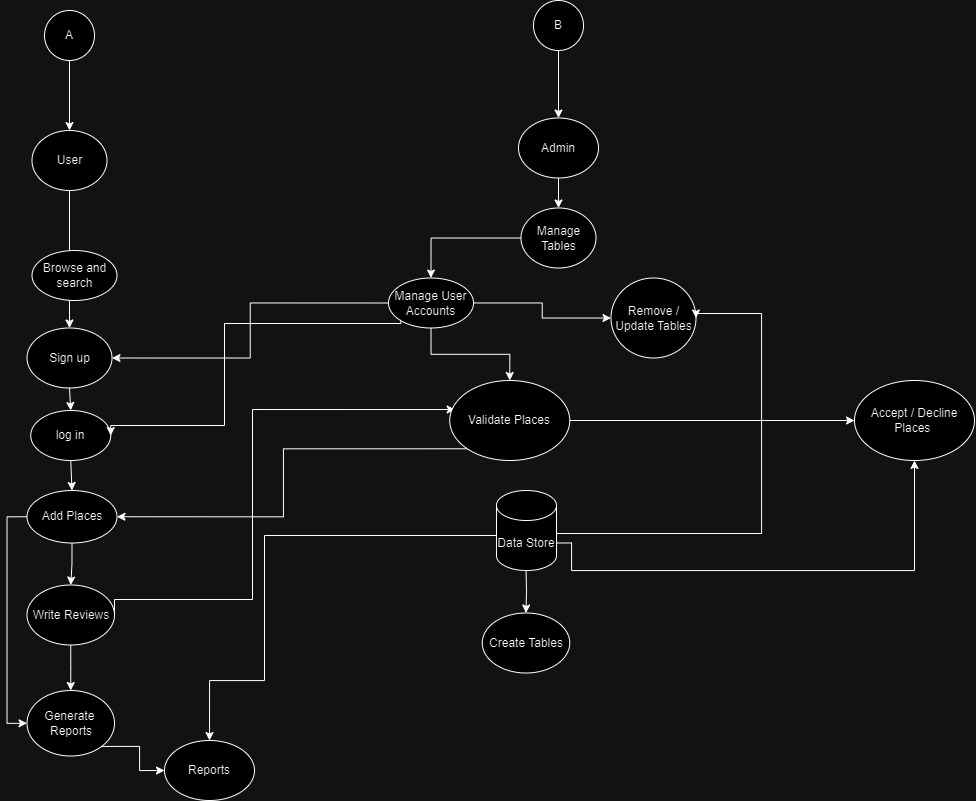 A
B
User
Admin
Manage
Tables
Browse and
search
Manage User
Accounts
Remove /
Update Tables
Sign up
log in
Validate Places
Accept / Decline
Places
Add Places
Data Store
Write Reviews
Create Tables
Generate
Reports
Reports